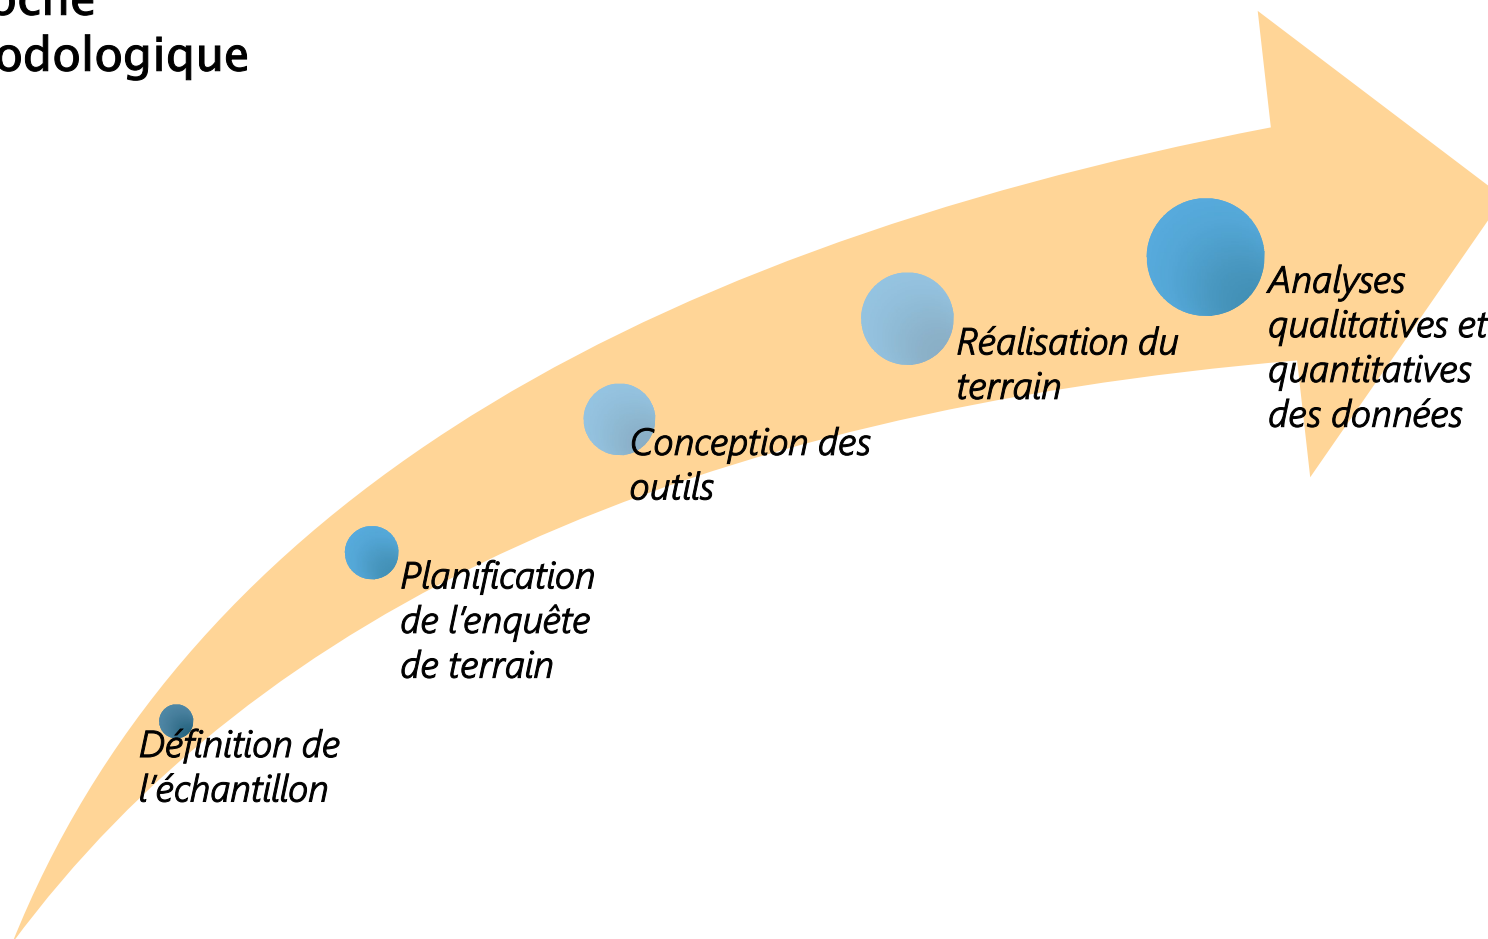 oche
odologique
Analyses
qualitatives et
quantitatives
des données
Réalisation du
terrain
Conception des
outils
Planification
de l'enquête
de terrain
Définition de
l'échantillon